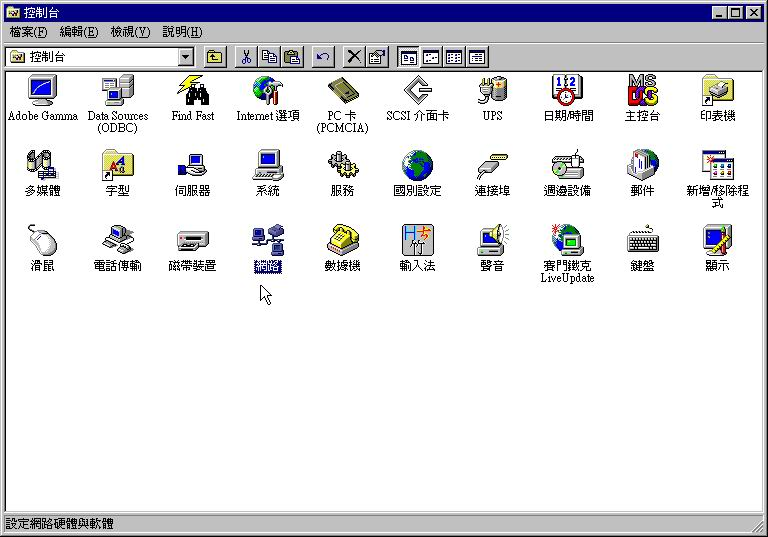 控制台
檔案(F) 編輯(E) 檢視(V) 說明(H)
控制台
Adobe Gamma
Data Sources
(ODBC)
Find Fast
Internet 選項
PC 卡
(PCMCIA)
SCSI 介面卡
UPS
日期/時間
主控台
印表機
多媒體
字型
伺服器
系統
服務
國別設定
連接埠
週邊設備
郵件
新增/移除程
式
滑鼠
電話傳輸
磁帶裝置
網路
數據機
輸入法
聲音
賽門鐵克
LiveUpdate
鍵盤
顯示
設定網路硬體與軟體